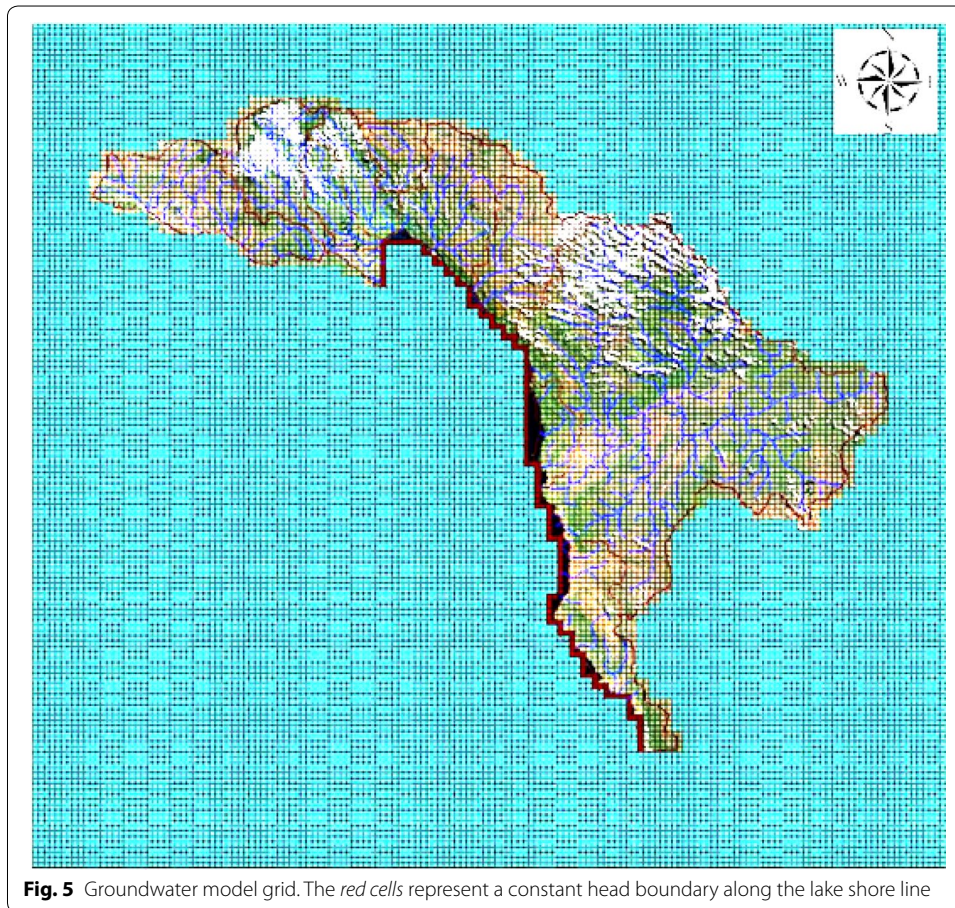 W
S
Fig. 5 Groundwater model grid. The red cells represent a constant head boundary along the lake shore line